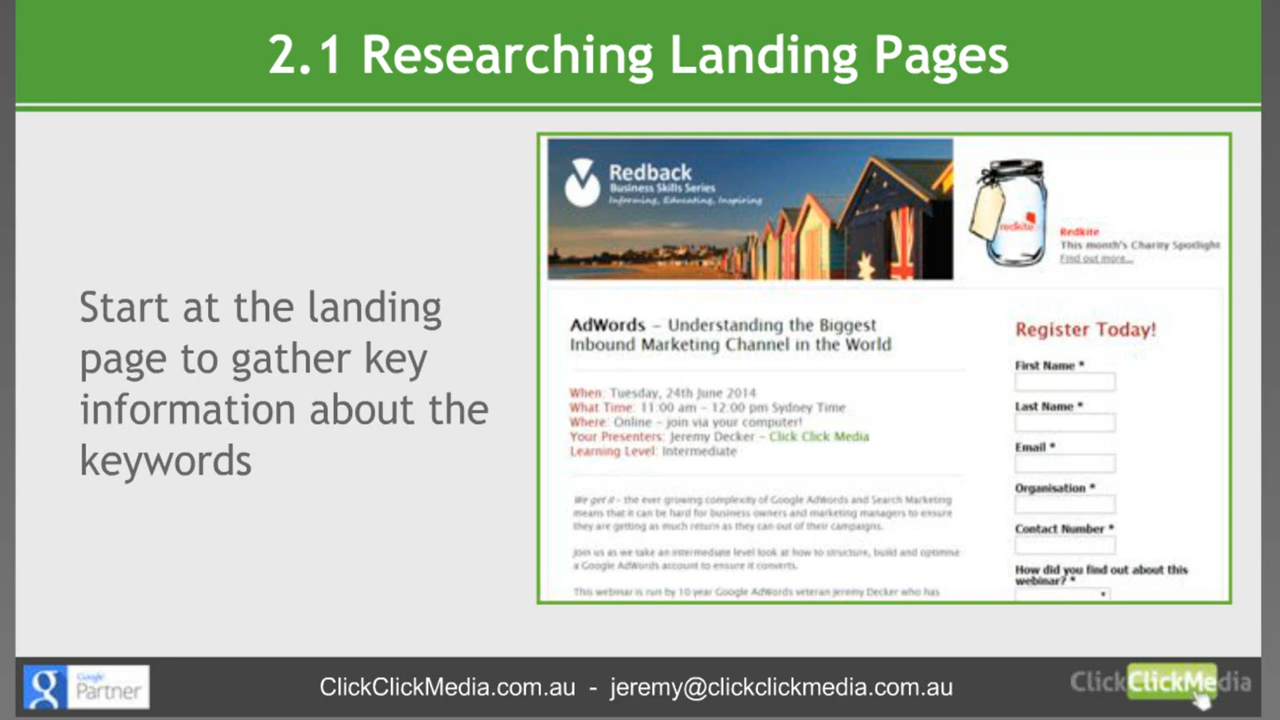 2.1 Researching Landing Pages
Start at the landing
page to gather key
information about the
keywords
Redback
Business Skills Series
Informing, Educating, Inspiring
redkite
Redkite
This month's Charity Spotlight
Find out more...
AdWords – Understanding the Biggest
Inbound Marketing Channel in the World
When: Tuesday, 24th June 2014
What Time: 11:00 am – 12:00 pm Sydney Time
Where: Online – join via your computer!
Your Presenters: Jeremy Decker – Click Click Media
Learning Level: Intermediate
We get it – the ever growing complexity of Google AdWords and Search Marketing
means that it can be hard for business owners and marketing managers to ensure
they are getting as much return as they can out of their campaigns.
Join us as we take an intermediate level look at how to structure, build and optimise
a Google AdWords account to ensure it converts.
This webinar is run by 10 year Google AdWords veteran Jeremy Decker who has
Register Today!
First Name *
Last Name *
Email *
Organisation *
Contact Number *
How did you find out about this
webinar? *
g Google
Partner
ClickClickMedia.com.au - jeremy@clickclickmedia.com.au
ClickClickMedia